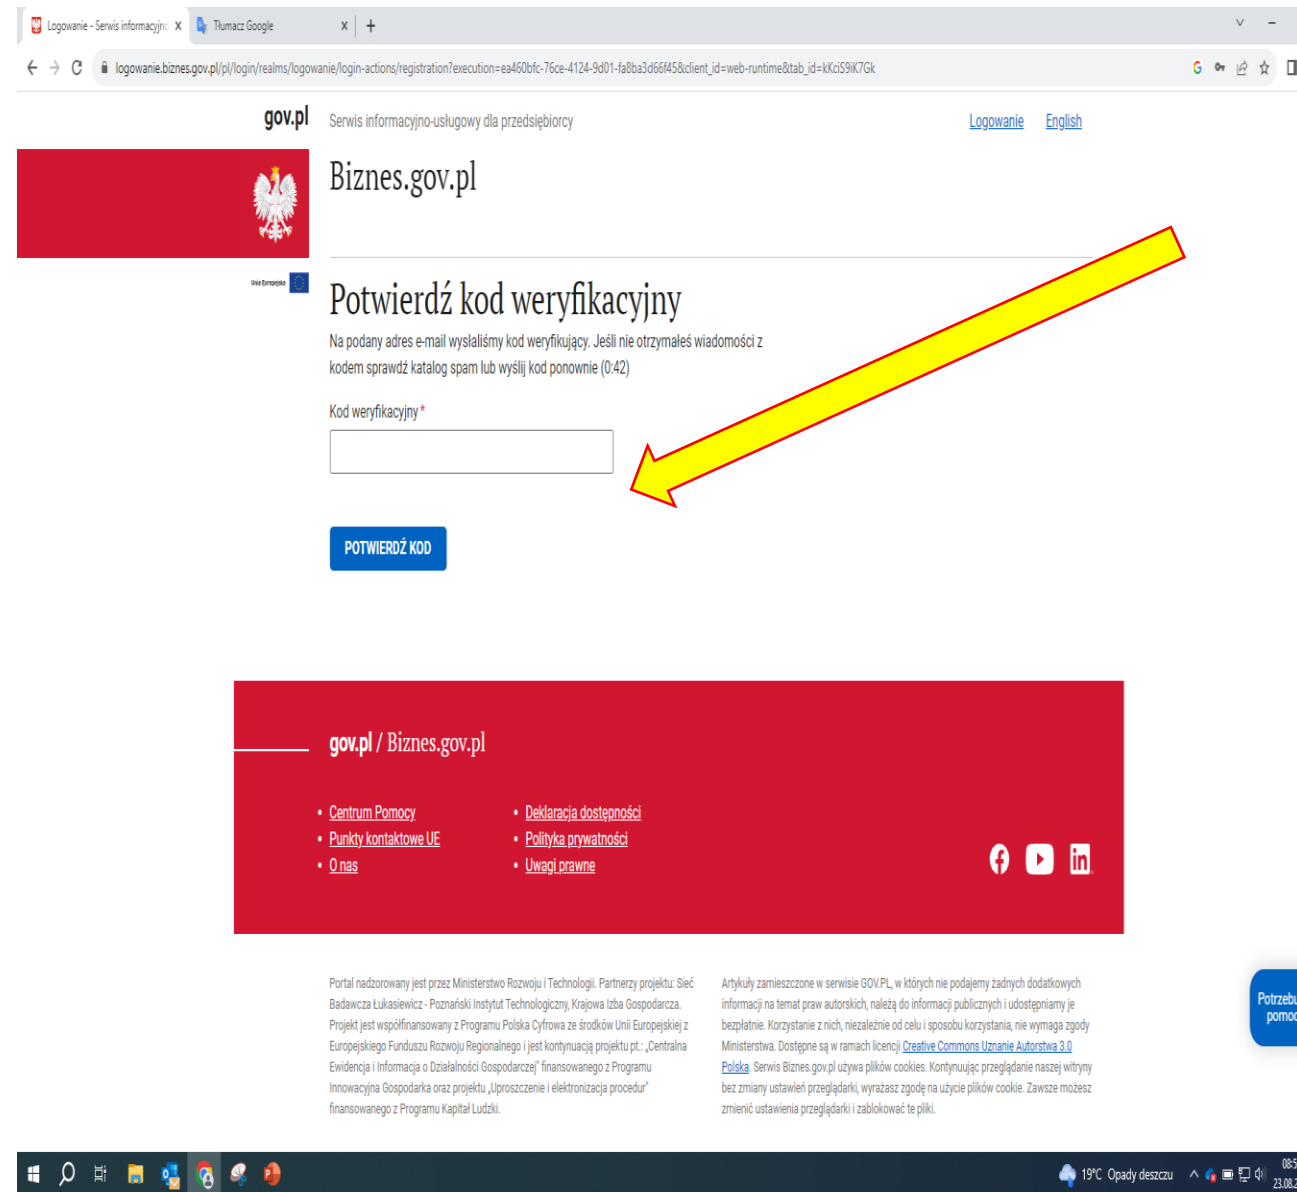 Logowanie - Serwis informacyjno
Tłumacz Google
logowanie.biznes.gov.pl/pl/login/realms/logowanie/login-actions/registration?execution=ea460bfc-76ce-4124-9d01-fa8ba3d66f45&client_id=web-runtime&tab_id=kKciS9iK7Gk
gov.pl
Serwis informacyjno-usługowy dla przedsiębiorcy
Logowanie
English
Biznes.gov.pl
Unia Europejska
Potwierdź kod weryfikacyjny
Na podany adres e-mail wysłaliśmy kod weryfikujący. Jeśli nie otrzymałeś wiadomości z
kodem sprawdź katalog spam lub wyślij kod ponownie (0:42)
Kod weryfikacyjny *
POTWIERDŹ KOD
gov.pl / Biznes.gov.pl
• Centrum Pomocy
• Punkty kontaktowe UE
• O nas
• Deklaracja dostępności
• Polityka prywatności
• Uwagi prawne
Portal nadzorowany jest przez Ministerstwo Rozwoju i Technologii. Partnerzy projektu: Sieć
Badawcza Łukasiewicz - Poznański Instytut Technologiczny, Krajowa Izba Gospodarcza.
Projekt jest współfinansowany z Programu Polska Cyfrowa ze środków Unii Europejskiej z
Europejskiego Funduszu Rozwoju Regionalnego i jest kontynuacją projektu pt.: „Centralna
Ewidencja i Informacja o Działalności Gospodarczej" finansowanego z Programu
Innowacyjna Gospodarka oraz projektu „Uproszczenie i elektronizacja procedur"
finansowanego z Programu Kapitał Ludzki.
Artykuły zamieszczone w serwisie GOV.PL, w których nie podajemy żadnych dodatkowych
informacji na temat praw autorskich, należą do informacji publicznych i udostępniamy je
bezpłatnie. Korzystanie z nich, niezależnie od celu i sposobu korzystania, nie wymaga zgody
Ministerstwa. Dostępne są w ramach licencji Creative Commons Uznanie Autorstwa 3.0
Polska. Serwis Biznes.gov.pl używa plików cookies. Kontynuując przeglądanie naszej witryny
bez zmiany ustawień przeglądarki, wyrażasz zgodę na użycie plików cookie. Zawsze możesz
zmienić ustawienia przeglądarki i zablokować te pliki.
Potrzebu
pomoc
19°C Opady deszczu
08:5
23.08.2